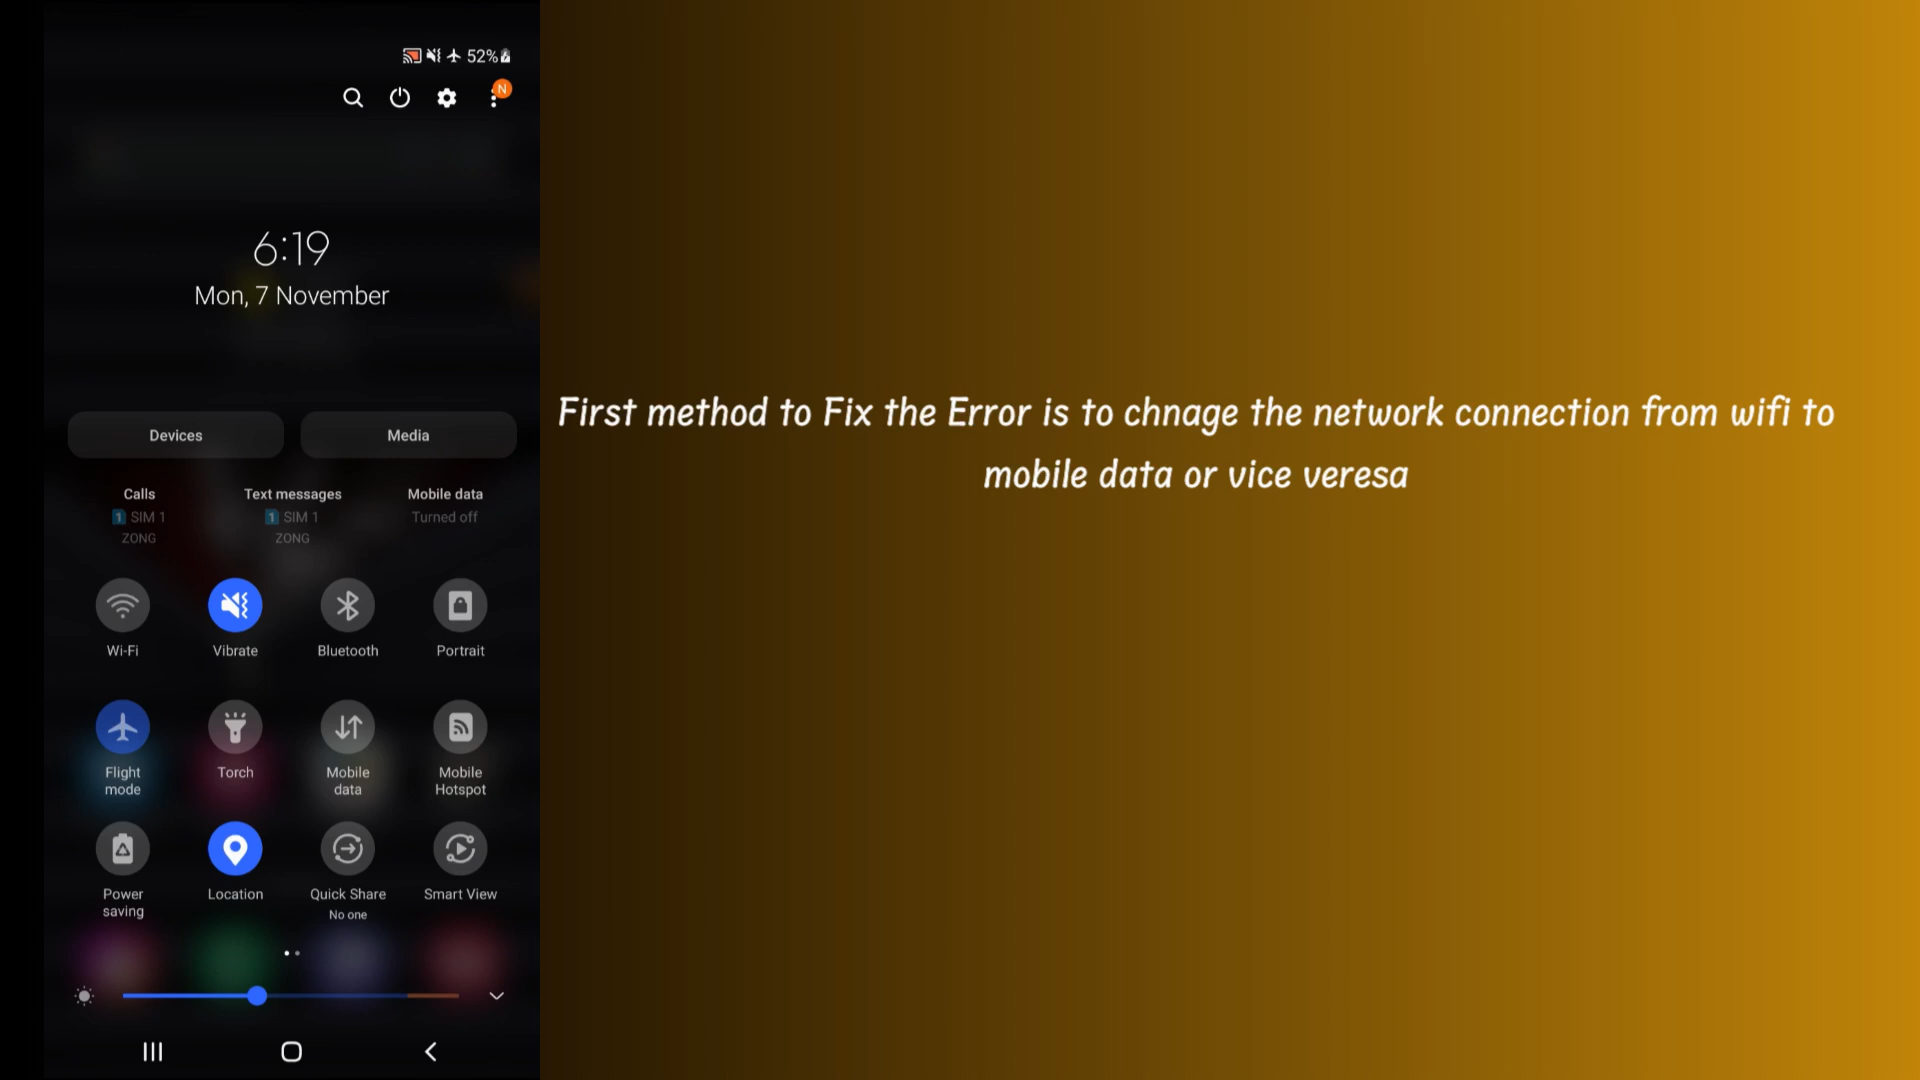 52%
N
6:19
Mon, 7 November
Devices
Media
Calls
Text messages
Mobile data
1 SIM 1
1 SIM 1
Turned off
ZONG
ZONG
Wi-Fi
Vibrate
Bluetooth
Portrait
Flight
mode
Torch
Mobile
data
Mobile
Hotspot
Power
saving
Location
Quick Share
No one
Smart View
First method to Fix the Error is to chnage the network connection from wifi to
mobile data or vice veresa